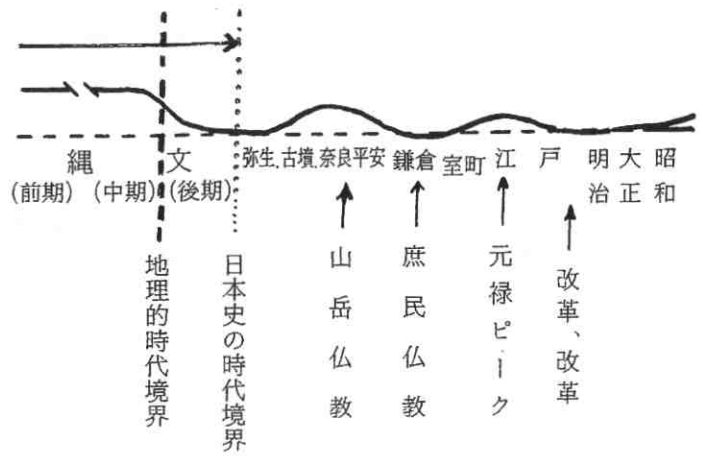 縄 文 弥生.古墳.奈良平安 鎌倉 室町 江 戸 明治 大正 昭和
(前期) (中期) (後期)
地理的時代境界
日本史の時代境界
山岳仏教
庶民仏教
元禄ピーク
改革、改革